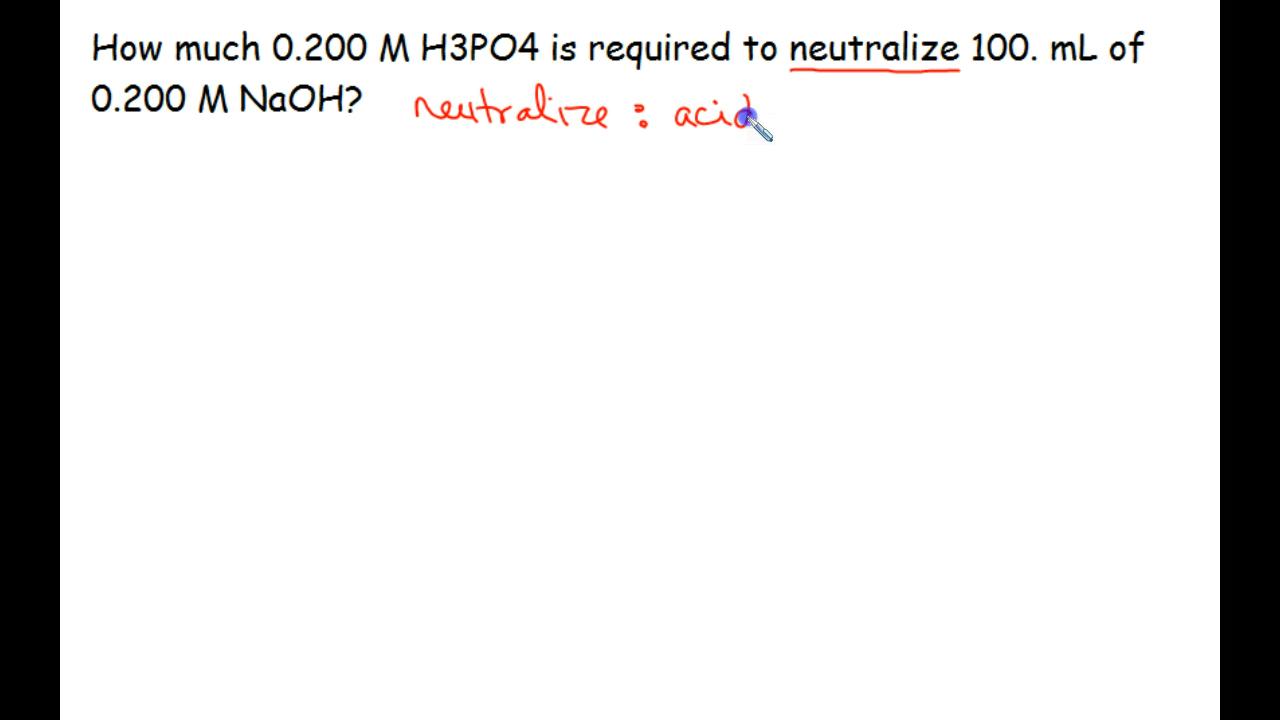 How much 0.200 M H3PO4 is required to neutralize 100. mL of
0.200 M NaOH? neutralize : acid